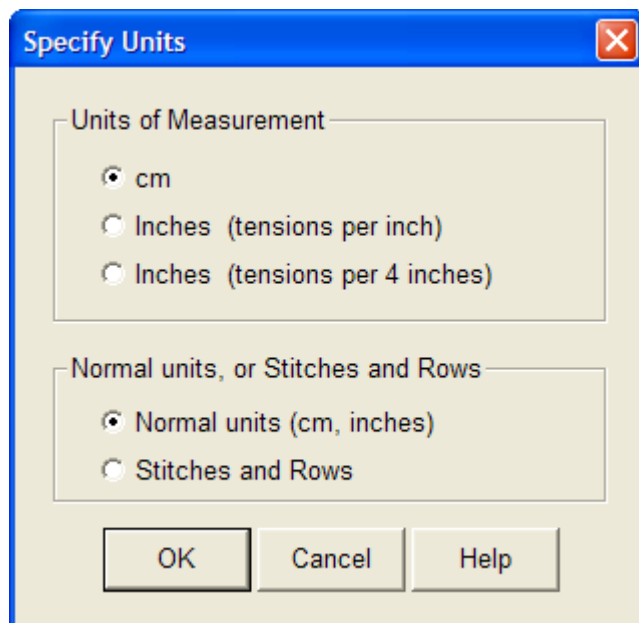 Specify Units
Units of Measurement
cm
Inches  (tensions per inch)
Inches  (tensions per 4 inches)
Normal units, or Stitches and Rows
Normal units (cm, inches)
Stitches and Rows
OK Cancel Help